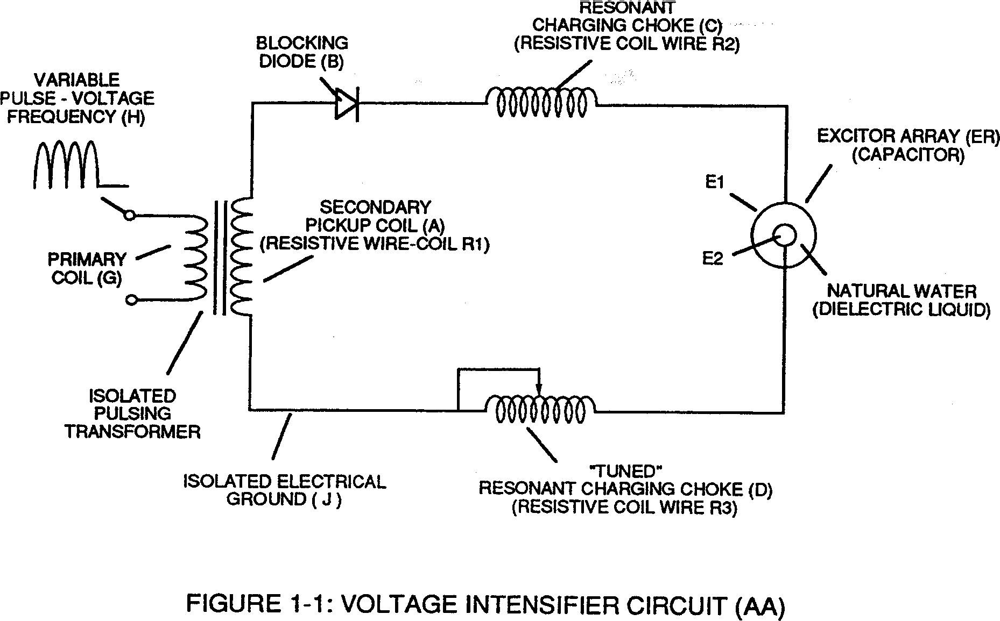 RESONANT
CHARGING CHOKE (C)
(RESISTIVE COIL WIRE R2)
BLOCKING
DIODE (B)
VARIABLE
PULSE - VOLTAGE
FREQUENCY (H)
EXCITOR ARRAY (ER)
(CAPACITOR)
E1
SECONDARY
PICKUP COIL (A)
(RESISTIVE WIRE-COIL R1)
E2
PRIMARY
COIL (G)
NATURAL WATER
(DIELECTRIC LIQUID)
ISOLATED
PULSING
TRANSFORMER
ISOLATED ELECTRICAL
GROUND ( J )
"TUNED"
RESONANT CHARGING CHOKE (D)
(RESISTIVE COIL WIRE R3)
FIGURE 1-1: VOLTAGE INTENSIFIER CIRCUIT (AA)